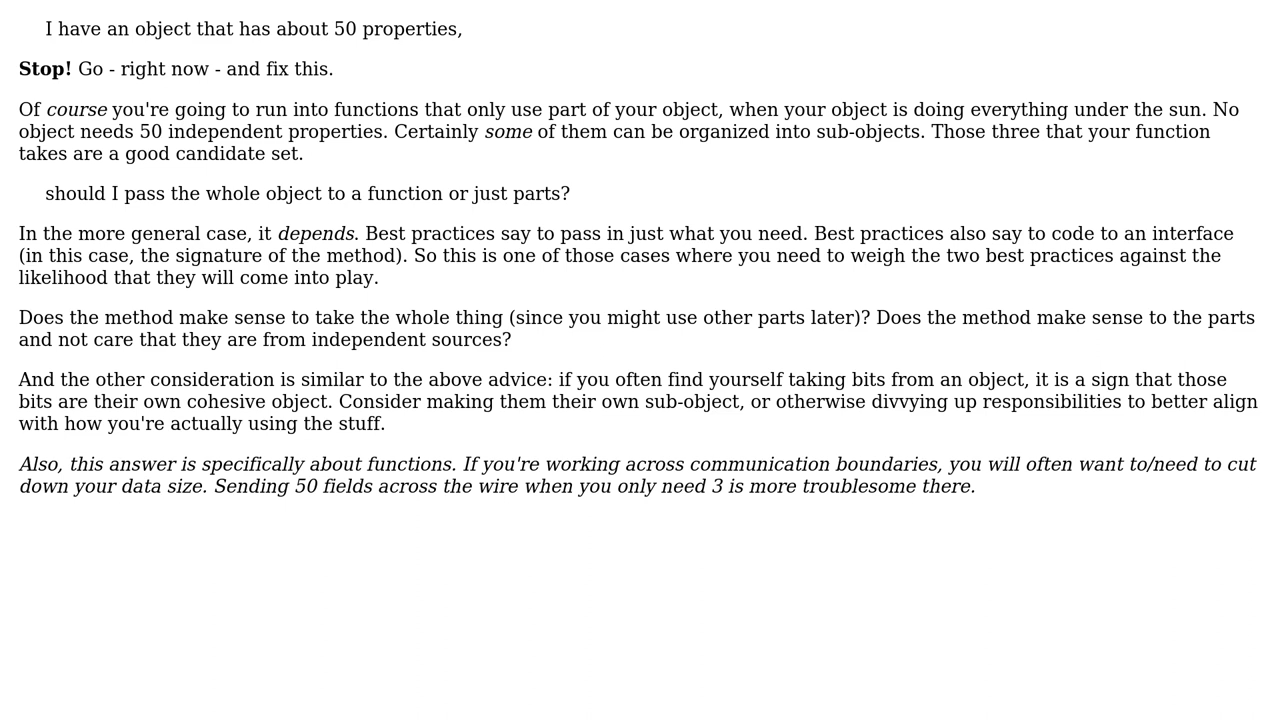 I have an object that has about 50 properties,
Stop! Go - right now - and fix this.
Of course you're going to run into functions that only use part of your object, when your object is doing everything under the sun. No
object needs 50 independent properties. Certainly some of them can be organized into sub-objects. Those three that your function
takes are a good candidate set.
should I pass the whole object to a function or just parts?
In the more general case, it depends. Best practices say to pass in just what you need. Best practices also say to code to an interface
(in this case, the signature of the method). So this is one of those cases where you need to weigh the two best practices against the
likelihood that they will come into play.
Does the method make sense to take the whole thing (since you might use other parts later)? Does the method make sense to the parts
and not care that they are from independent sources?
And the other consideration is similar to the above advice: if you often find yourself taking bits from an object, it is a sign that those
bits are their own cohesive object. Consider making them their own sub-object, or otherwise divvying up responsibilities to better align
with how you're actually using the stuff.
Also, this answer is specifically about functions. If you're working across communication boundaries, you will often want to/need to cut
down your data size. Sending 50 fields across the wire when you only need 3 is more troublesome there.